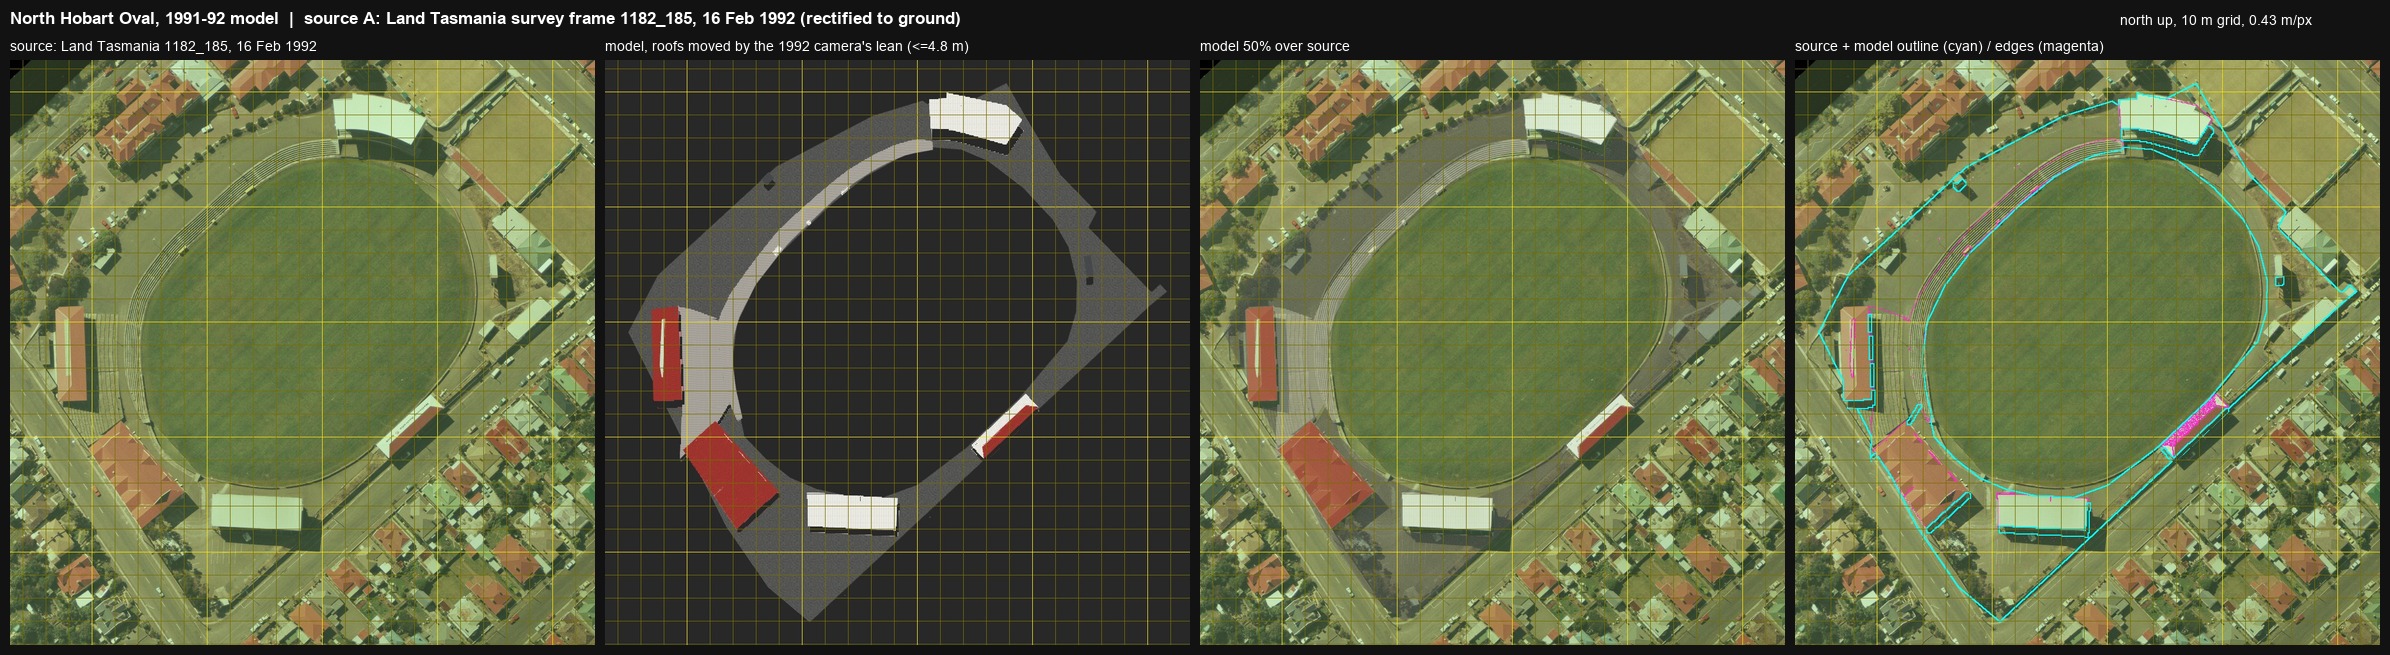 North Hobart Oval, 1991-92 model | source A: Land Tasmania survey frame 1182_185, 16 Feb 1992 (rectified to ground)
north up, 10 m grid, 0.43 m/px
source: Land Tasmania 1182_185, 16 Feb 1992
model, roofs moved by the 1992 camera's lean (<=4.8 m)
model 50% over source
source + model outline (cyan) / edges (magenta)